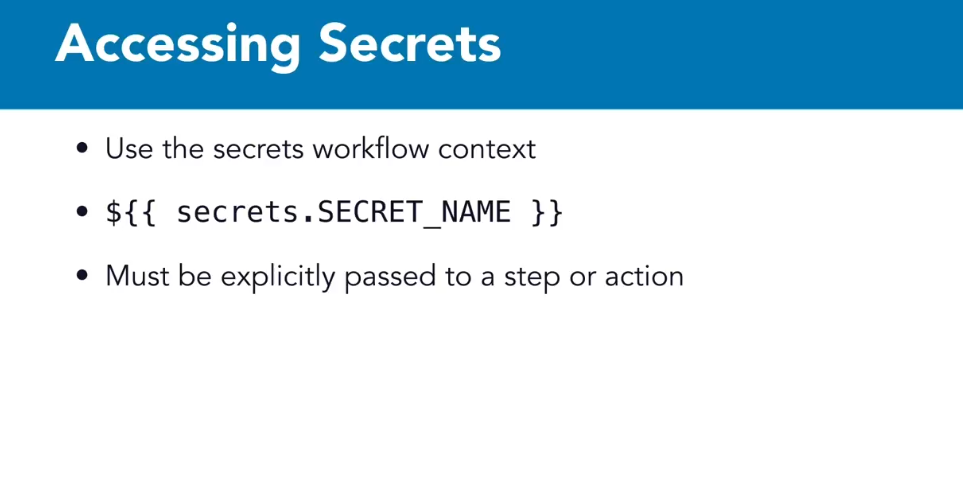 Accessing Secrets
• Use the secrets workflow context
• ${{ secrets.SECRET_NAME }}
• Must be explicitly passed to a step or action